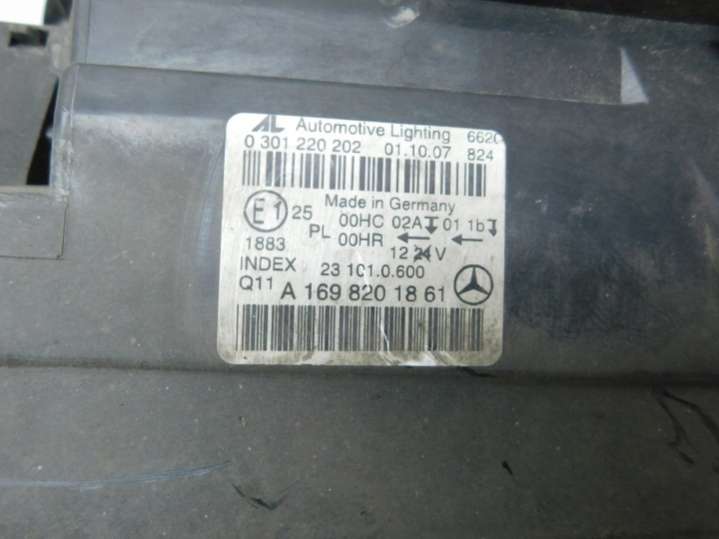 AL Automotive Lighting 6620
0 301 220 202 01.10.07 824
Made in Germany
E1 25 00HC 02A 01 1b
1883 PL 00HR ← ←
12 24 V
INDEX 23 101.0.600
Q11 A 169 820 18 61